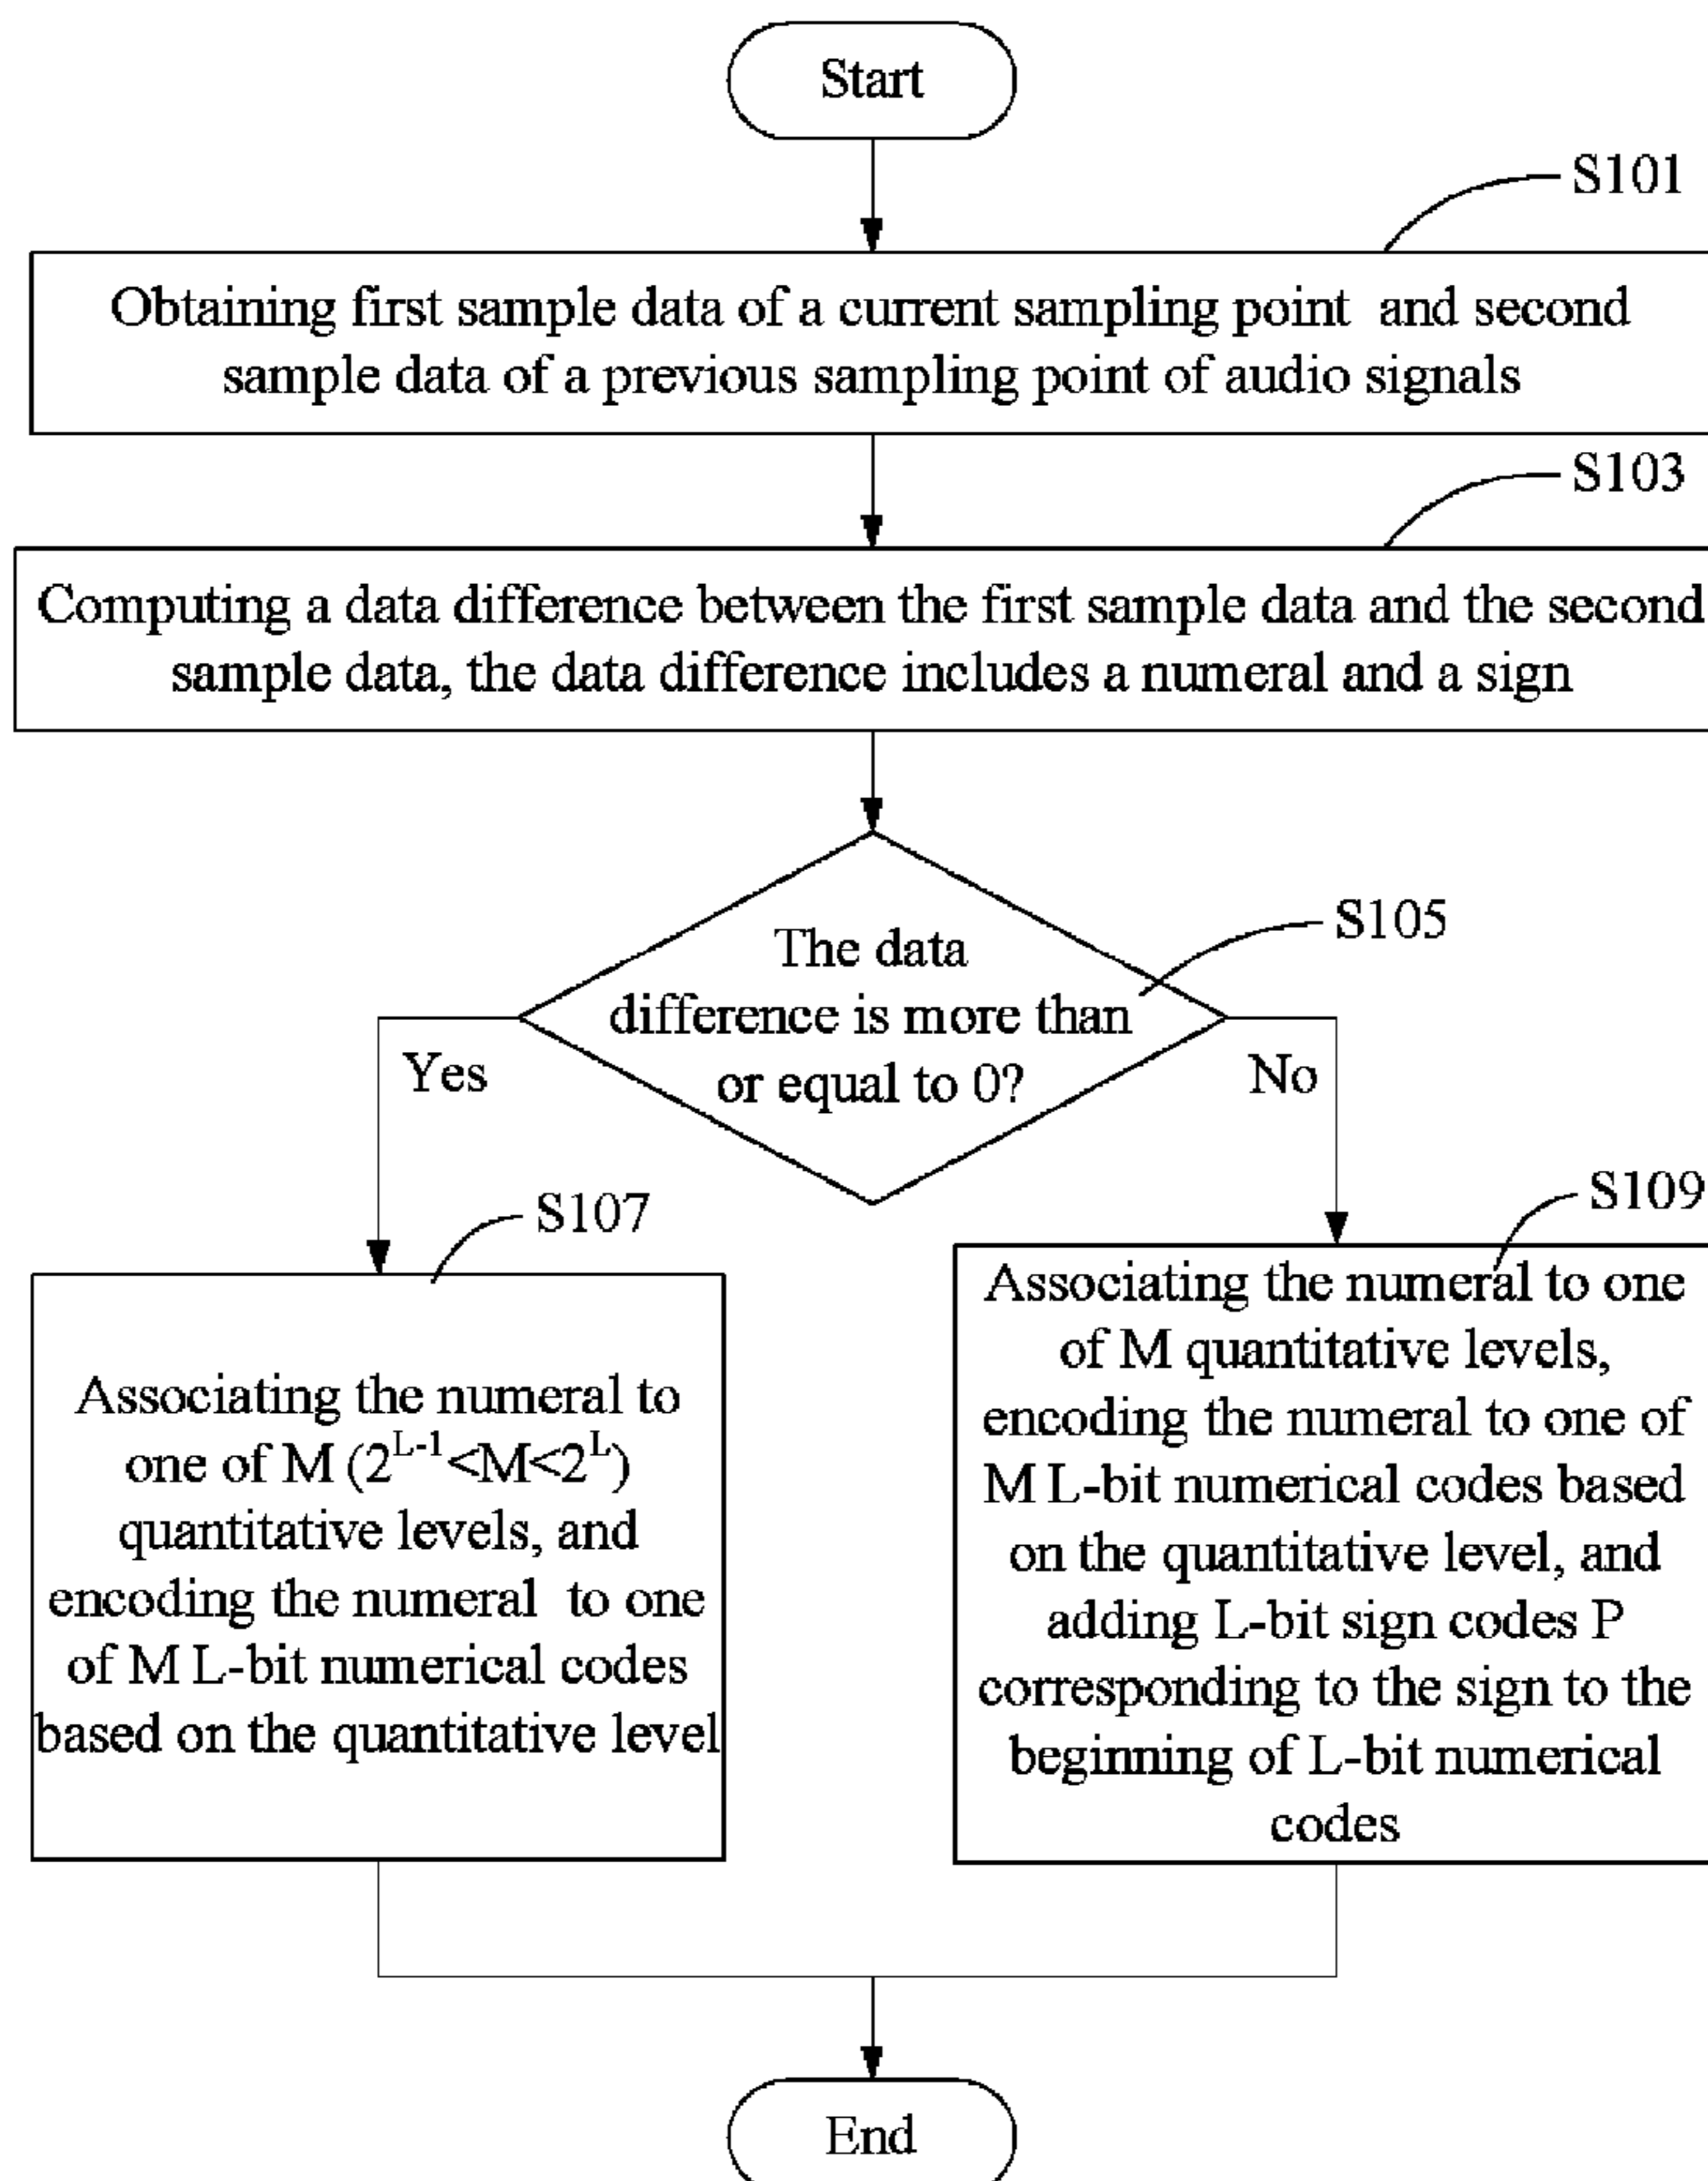 Start
S101
Obtaining first sample data of a current sampling point and second
sample data of a previous sampling point of audio signals
S103
Computing a data difference between the first sample data and the second
sample data, the data difference includes a numeral and a sign
S105
The data
difference is more than
or equal to 0?
Yes
No
S107
Associating the numeral to
one of M (2^{L-1}<M<2^{L})
quantitative levels, and
encoding the numeral to one
of M L-bit numerical codes
based on the quantitative level
S109
Associating the numeral to one
of M quantitative levels,
encoding the numeral to one of
M L-bit numerical codes based
on the quantitative level, and
adding L-bit sign codes P
corresponding to the sign to the
beginning of L-bit numerical
codes
End